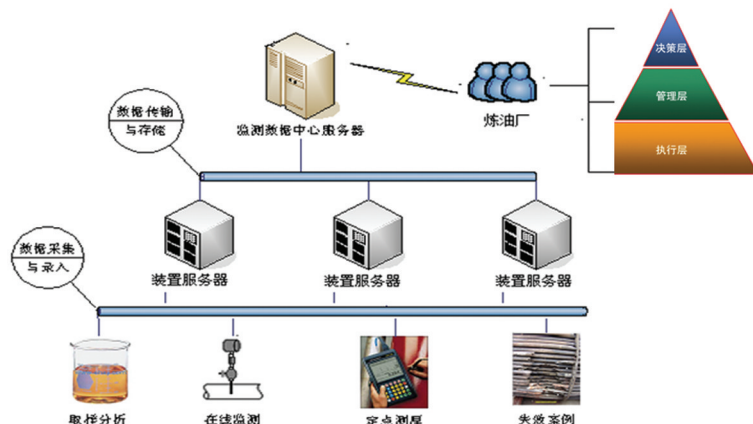 决策层
管理层
执行层
炼油厂
监测数据中心服务器
数据传输
与存储
装置服务器
装置服务器
装置服务器
数据采集
与录入
取样分析
在线监测
定点测厚
失效案例